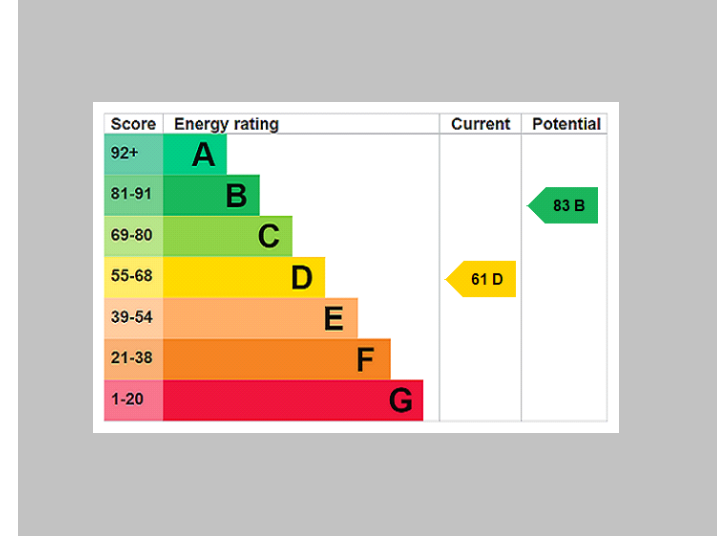 Score Energy rating Current Potential
92+ A
81-91 B 83 B
69-80 C
55-68 D 61 D
39-54 E
21-38 F
1-20 G